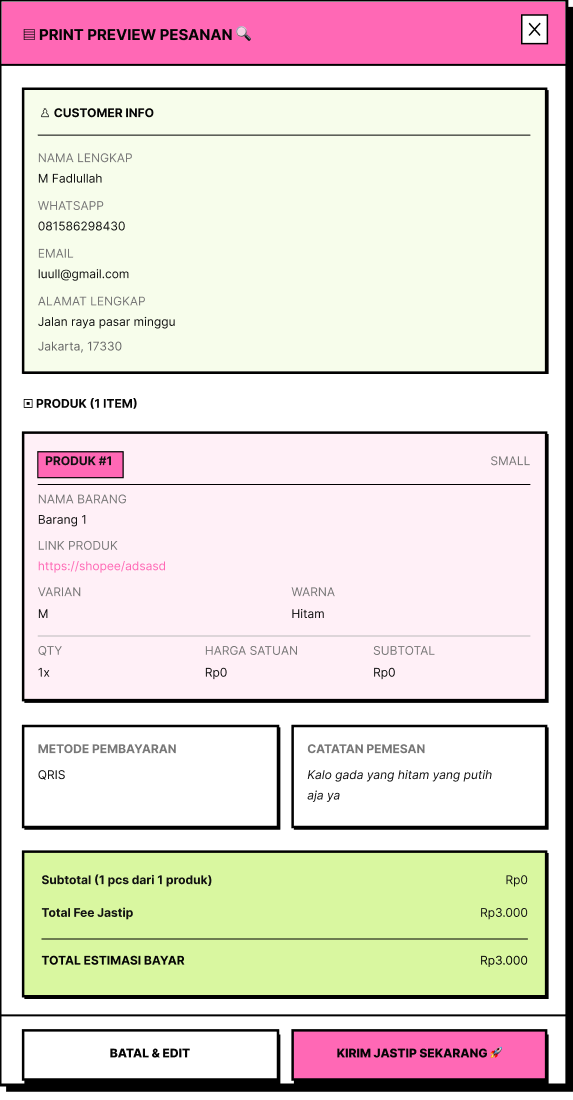 PRINT PREVIEW PESANAN
X
CUSTOMER INFO
NAMA LENGKAP
M Fadlullah
WHATSAPP
081586298430
EMAIL
luull@gmail.com
ALAMAT LENGKAP
Jalan raya pasar minggu
Jakarta, 17330
PRODUK (1 ITEM)
PRODUK #1 SMALL
NAMA BARANG
Barang 1
LINK PRODUK
https://shopee/adsasd
VARIAN WARNA
M Hitam
QTY HARGA SATUAN SUBTOTAL
1x Rp0 Rp0
METODE PEMBAYARAN
QRIS
CATATAN PEMESAN
Kalo gada yang hitam yang putih
aja ya
Subtotal (1 pcs dari 1 produk) Rp0
Total Fee Jastip Rp3.000
TOTAL ESTIMASI BAYAR Rp3.000
BATAL & EDIT
KIRIM JASTIP SEKARANG 🚀